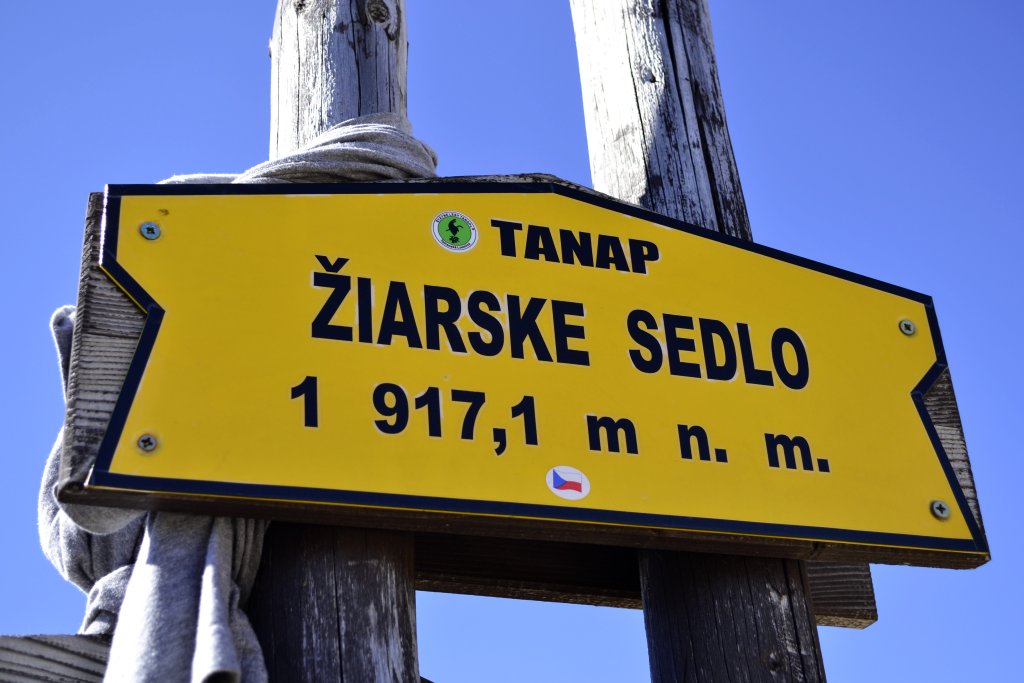 TANAP
ŽIARSKE SEDLO
1 917,1 m n. m.